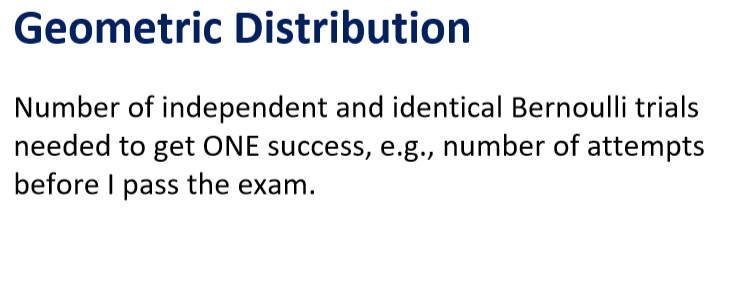 Geometric Distribution
Number of independent and identical Bernoulli trials
needed to get ONE success, e.g., number of attempts
before I pass the exam.